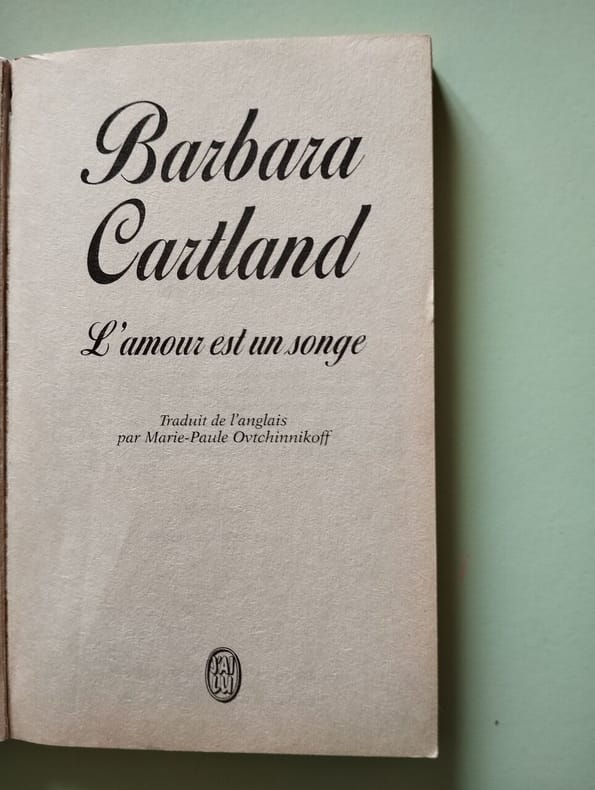 Barbara
Cartland
L'amour est un songe
Traduit de l'anglais
par Marie-Paule Ovtchinnikoff
J'AI
LU